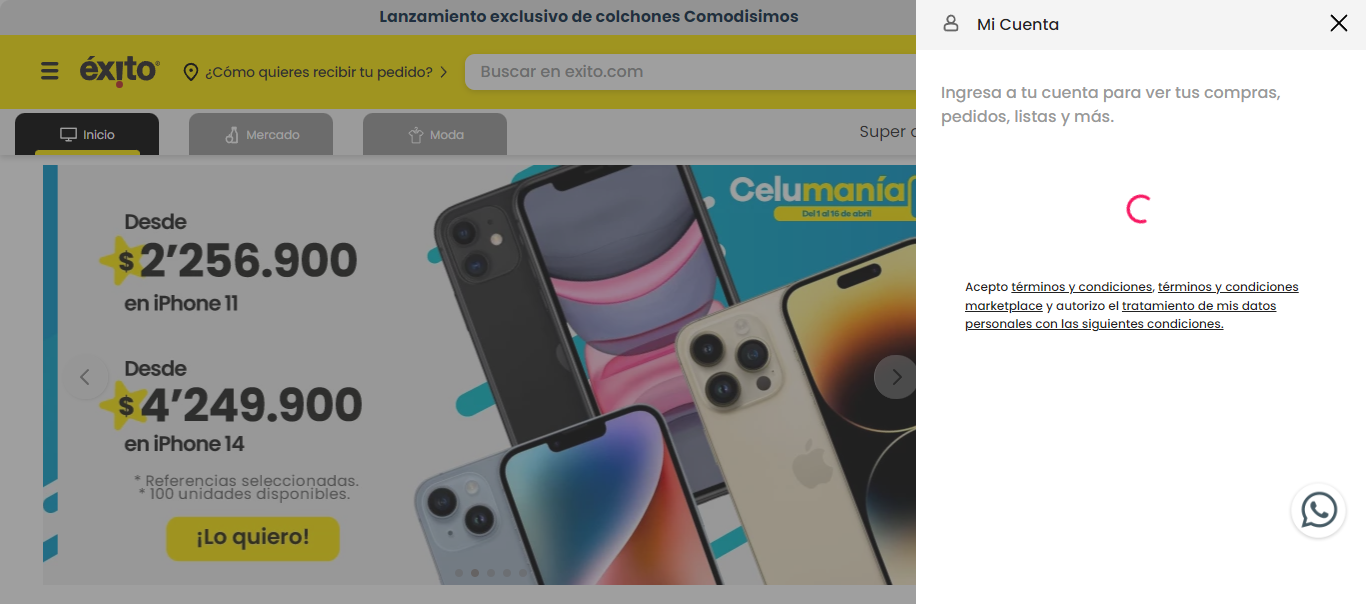 Lanzamiento exclusivo de colchones Comodisimos
éxito
¿Cómo quieres recibir tu pedido?
Buscar en exito.com
Inicio
Mercado
Moda
Super
Desde
$2’256.900
en iPhone 11
Desde
$4’249.900
en iPhone 14
* Referencias seleccionadas.
* 100 unidades disponibles.
¡Lo quiero!
Celumanía
Del 1 al 16 de abril
Mi Cuenta
Ingresa a tu cuenta para ver tus compras,
pedidos, listas y más.
Acepto términos y condiciones, términos y condiciones
marketplace y autorizo el tratamiento de mis datos
personales con las siguientes condiciones.